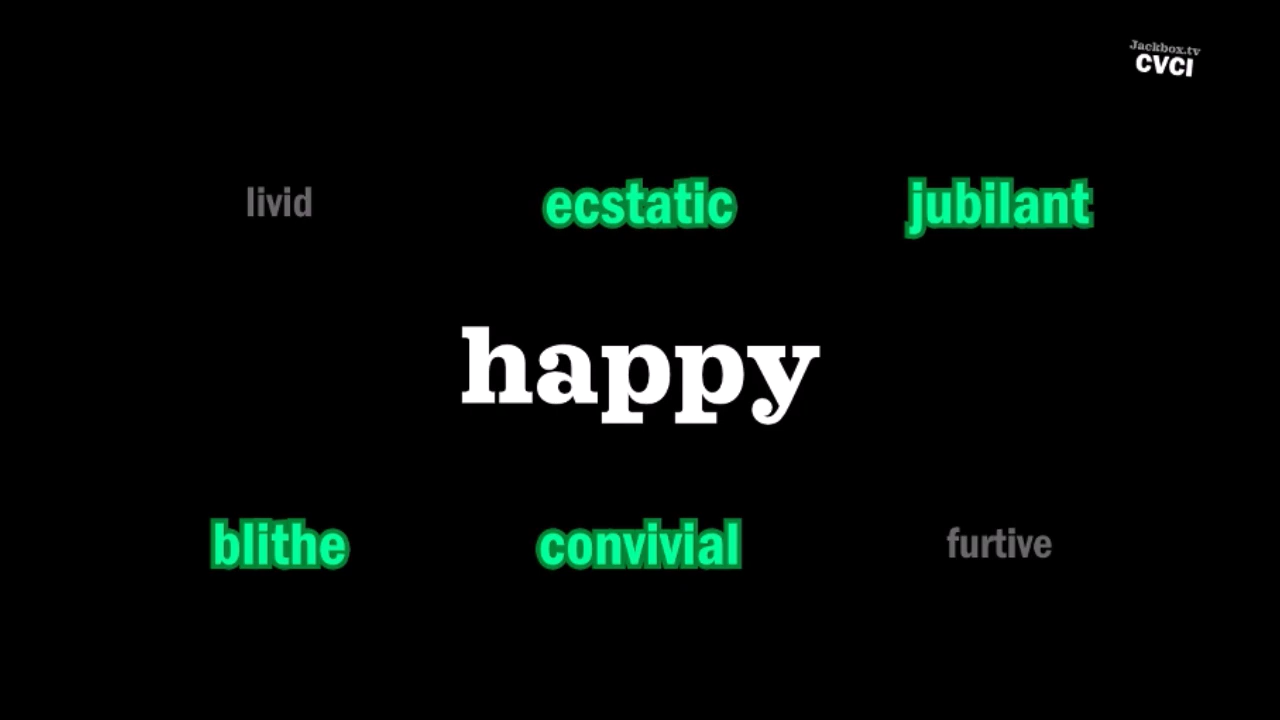 Jackbox.tv
CVCI
livid ecstatic jubilant
happy
blithe convivial furtive